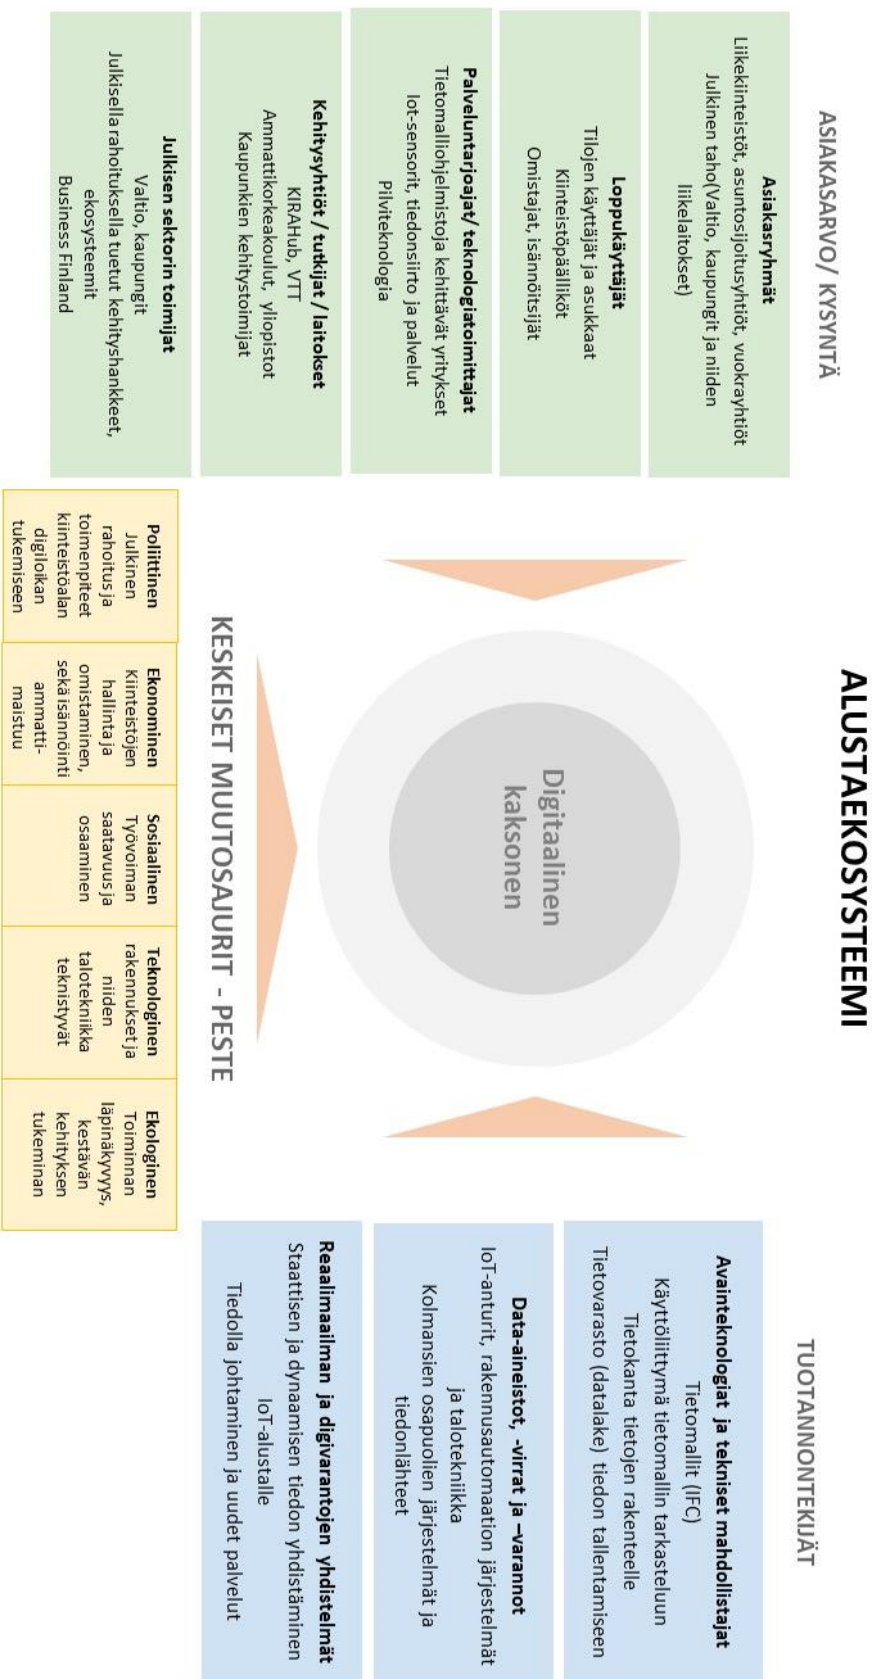 ALUSTAEKOSYSTEEMI
ASIAKASARVO/ KYSYNTÄ
Asiakasryhmät
Liikekiinteistöt, asuntosijoitusyhtiöt, vuokrayhtiöt
Julkinen taho(Valtio, kaupungit ja niiden
liikelaitokset)
Loppukäyttäjät
Tilojen käyttäjät ja asukkaat
Kiinteistöpäälliköt
Omistajat, isännöitsijät
Palveluntarjoajat/ teknologiatoimittajat
Tietomalliohjelmistoja kehittävät yritykset
Iot-sensorit, tiedonsiirto ja palvelut
Pilviteknologia
Kehitysyhtiöt / tutkijat / laitokset
KIRAHub, VTT
Ammattikorkeakoulut, yliopistot
Kaupunkien kehitystoimijat
Julkisen sektorin toimijat
Valtio, kaupungit
Julkisella rahoituksella tuetut kehityshankkeet,
ekosysteemit
Business Finland
Digitaalinen
kaksonen
TUOTANNONTEKIJÄT
Avainteknologiat ja tekniset mahdollistajat
Tietomallit (IFC)
Käyttöliittymä tietomallin tarkasteluun
Tietokanta tietojen rakenteelle
Tietovarasto (datalake) tiedon tallentamiseen
Data-aineistot, -virrat ja –varannot
IoT-anturit, rakennusautomaation järjestelmät
ja talotekniikka
Kolmansien osapuolien järjestelmät ja
tiedonlähteet
Reaalimaailman ja digivarantojen yhdistelmät
Staattisen ja dynaamisen tiedon yhdistäminen
IoT-alustalle
Tiedolla johtaminen ja uudet palvelut
KESKEISET MUUTOSAJURIT - PESTE
Poliittinen
Julkinen
rahoitus ja
toimenpiteet
kiinteistöalan
digiloikan
tukemiseen
Ekonominen
Kiinteistöjen
hallinta ja
omistaminen,
sekä isännöinti
ammatti-
maistuu
Sosiaalinen
Työvoiman
saatavuus ja
osaaminen
Teknologinen
rakennukset ja
niiden
talotekniikka
teknistyvät
Ekologinen
Toiminnan
läpinäkyvyys,
kestävän
kehityksen
tukeminan